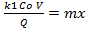 k1 Co V / Q = mx